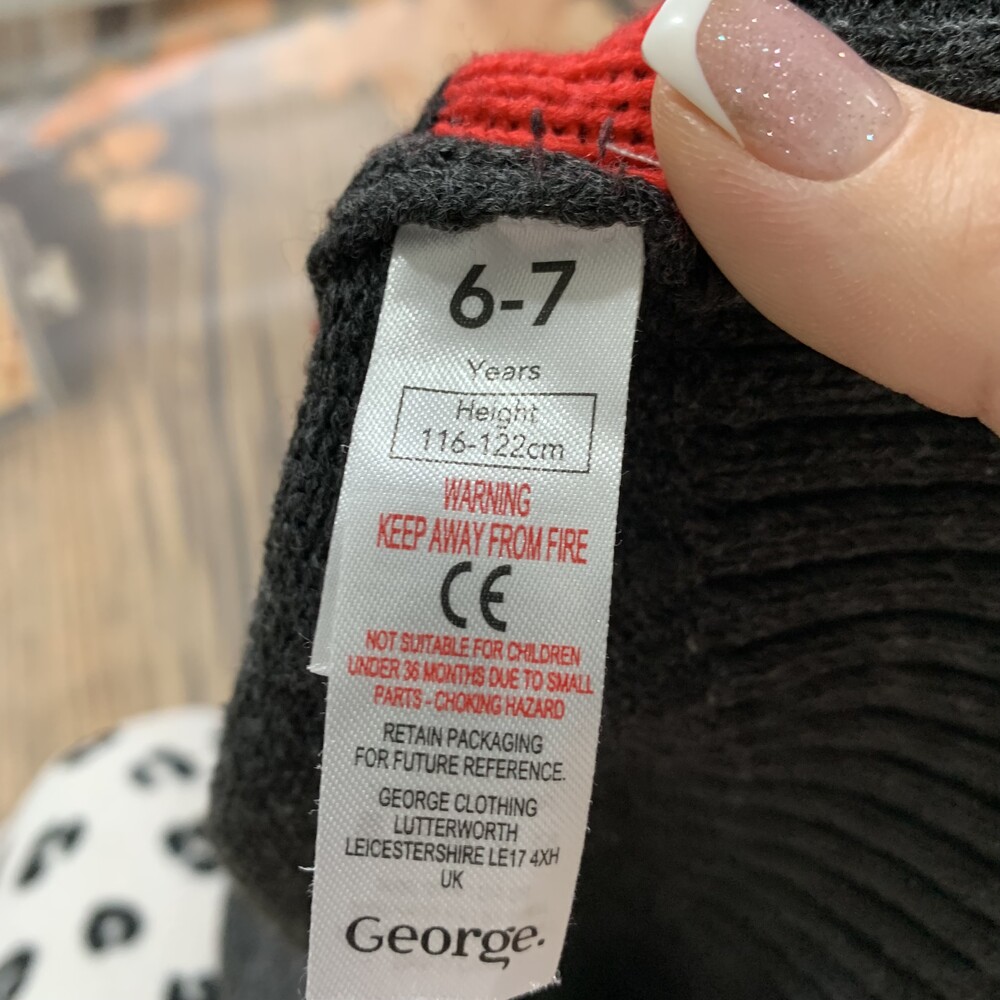 6-7
Years
Height
116-122cm
WARNING
KEEP AWAY FROM FIRE
CE
NOT SUITABLE FOR CHILDREN
UNDER 36 MONTHS DUE TO SMALL
PARTS - CHOKING HAZARD
RETAIN PACKAGING
FOR FUTURE REFERENCE.
GEORGE CLOTHING
LUTTERWORTH
LEICESTERSHIRE LE17 4XH
UK
George.